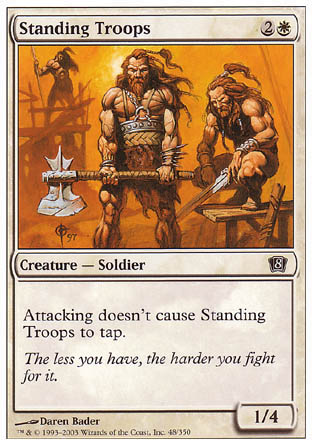 Standing Troops 2
Creature — Soldier 8
Attacking doesn't cause Standing
Troops to tap.
The less you have, the harder you fight
for it.
Daren Bader
™ & © 1993–2003 Wizards of the Coast, Inc. 48/350
1/4